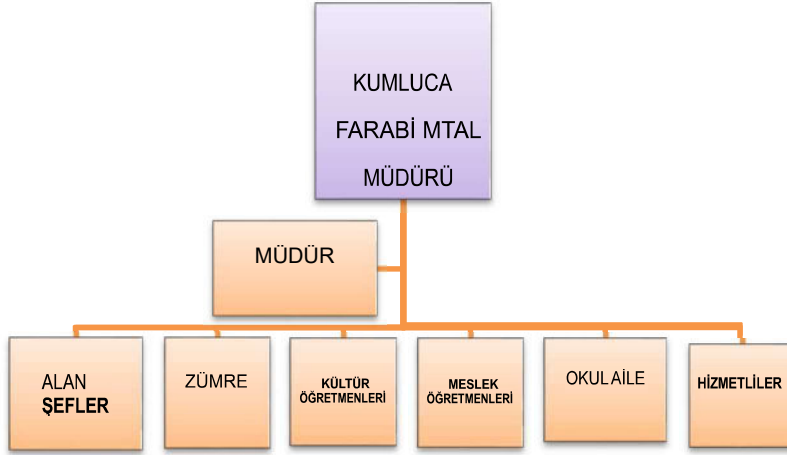 KUMLUCA
FARABİ MTAL
MÜDÜRÜ
MÜDÜR
ALAN
ŞEFLER
ZÜMRE
KÜLTÜR
ÖĞRETMENLERİ
MESLEK
ÖĞRETMENLERİ
OKUL AİLE
HİZMETLİLER